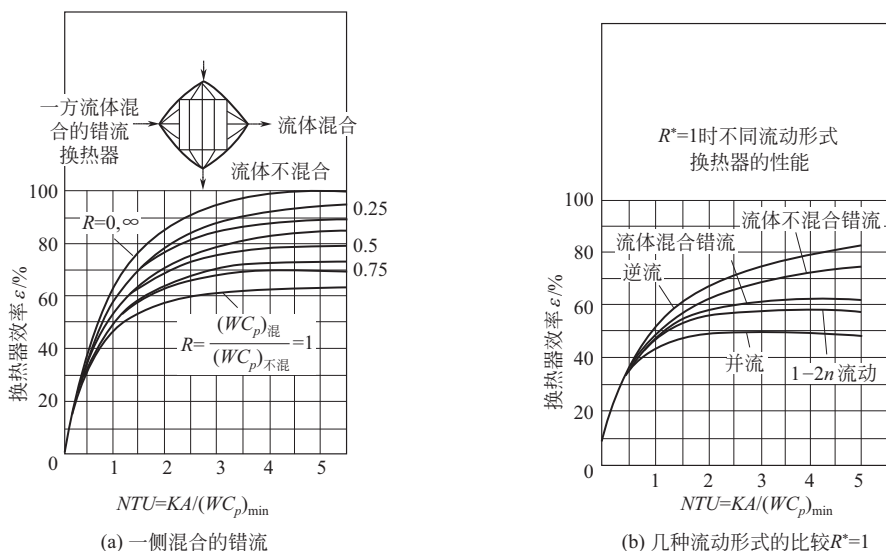 一方流体混
合的错流
换热器
流体混合
流体不混合
100
80
60
40
20
0
换热器效率 ε/%
R=0,∞
0.25
0.5
0.75
R=(WCp)混/(WCp)不混=1
1 2 3 4 5
NTU=KA/(WCp)min
(a) 一侧混合的错流
R*=1时不同流动形式
换热器的性能
100
80
60
40
20
0
换热器效率 ε/%
流体不混合错流
流体混合错流
逆流
并流
1−2n 流动
1 2 3 4 5
NTU=KA/(WCp)min
(b) 几种流动形式的比较R*=1